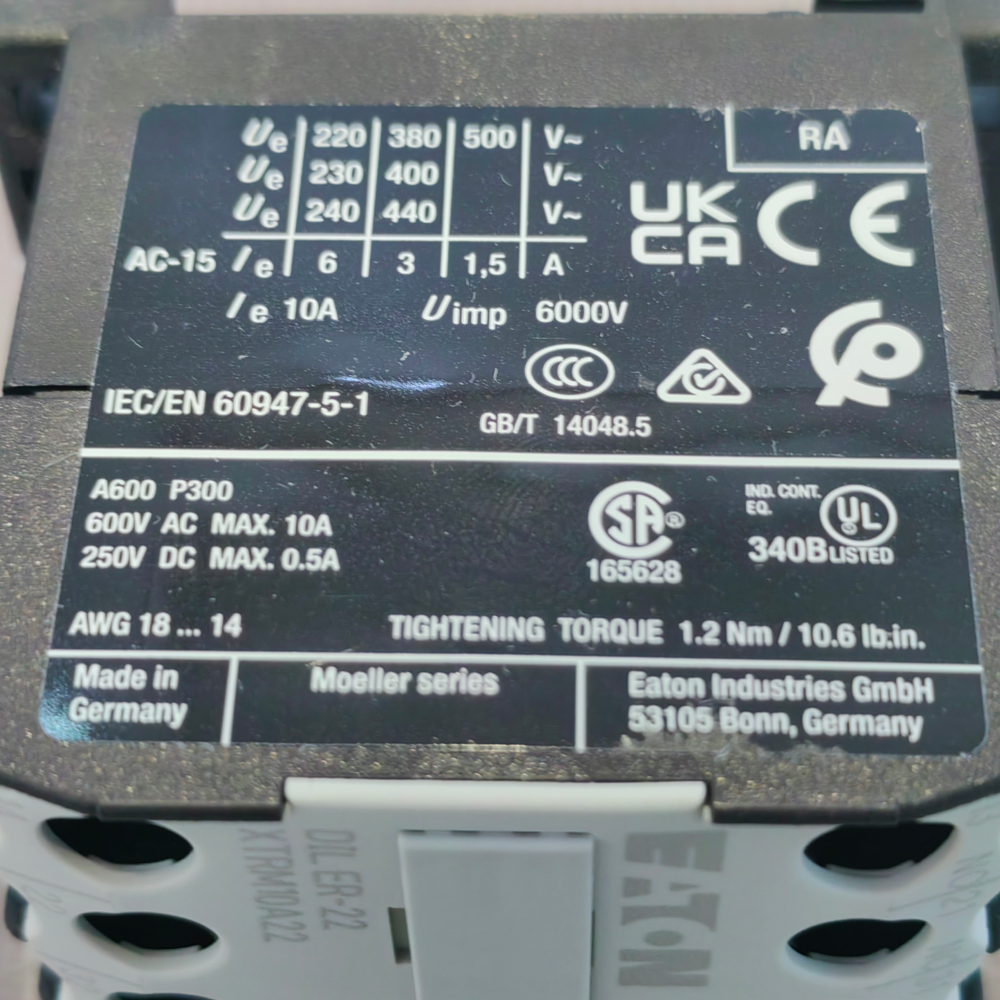 Ue 220 380 500 V~
Ue 230 400 V~
Ue 240 440 V~
AC-15 Ie 6 3 1,5 A
Ie 10A Uimp 6000V
RA
UK
CA
CE
CCC
IEC/EN 60947-5-1
GB/T 14048.5
A600 P300
600V AC MAX. 10A
250V DC MAX. 0.5A
SA®
165628
IND. CONT.
EQ.
UL
340B LISTED
AWG 18 ... 14
TIGHTENING TORQUE 1.2 Nm / 10.6 lb.in.
Made in
Germany
Moeller series
Eaton Industries GmbH
53105 Bonn, Germany
DILER-22
XTRM10A22
EATON